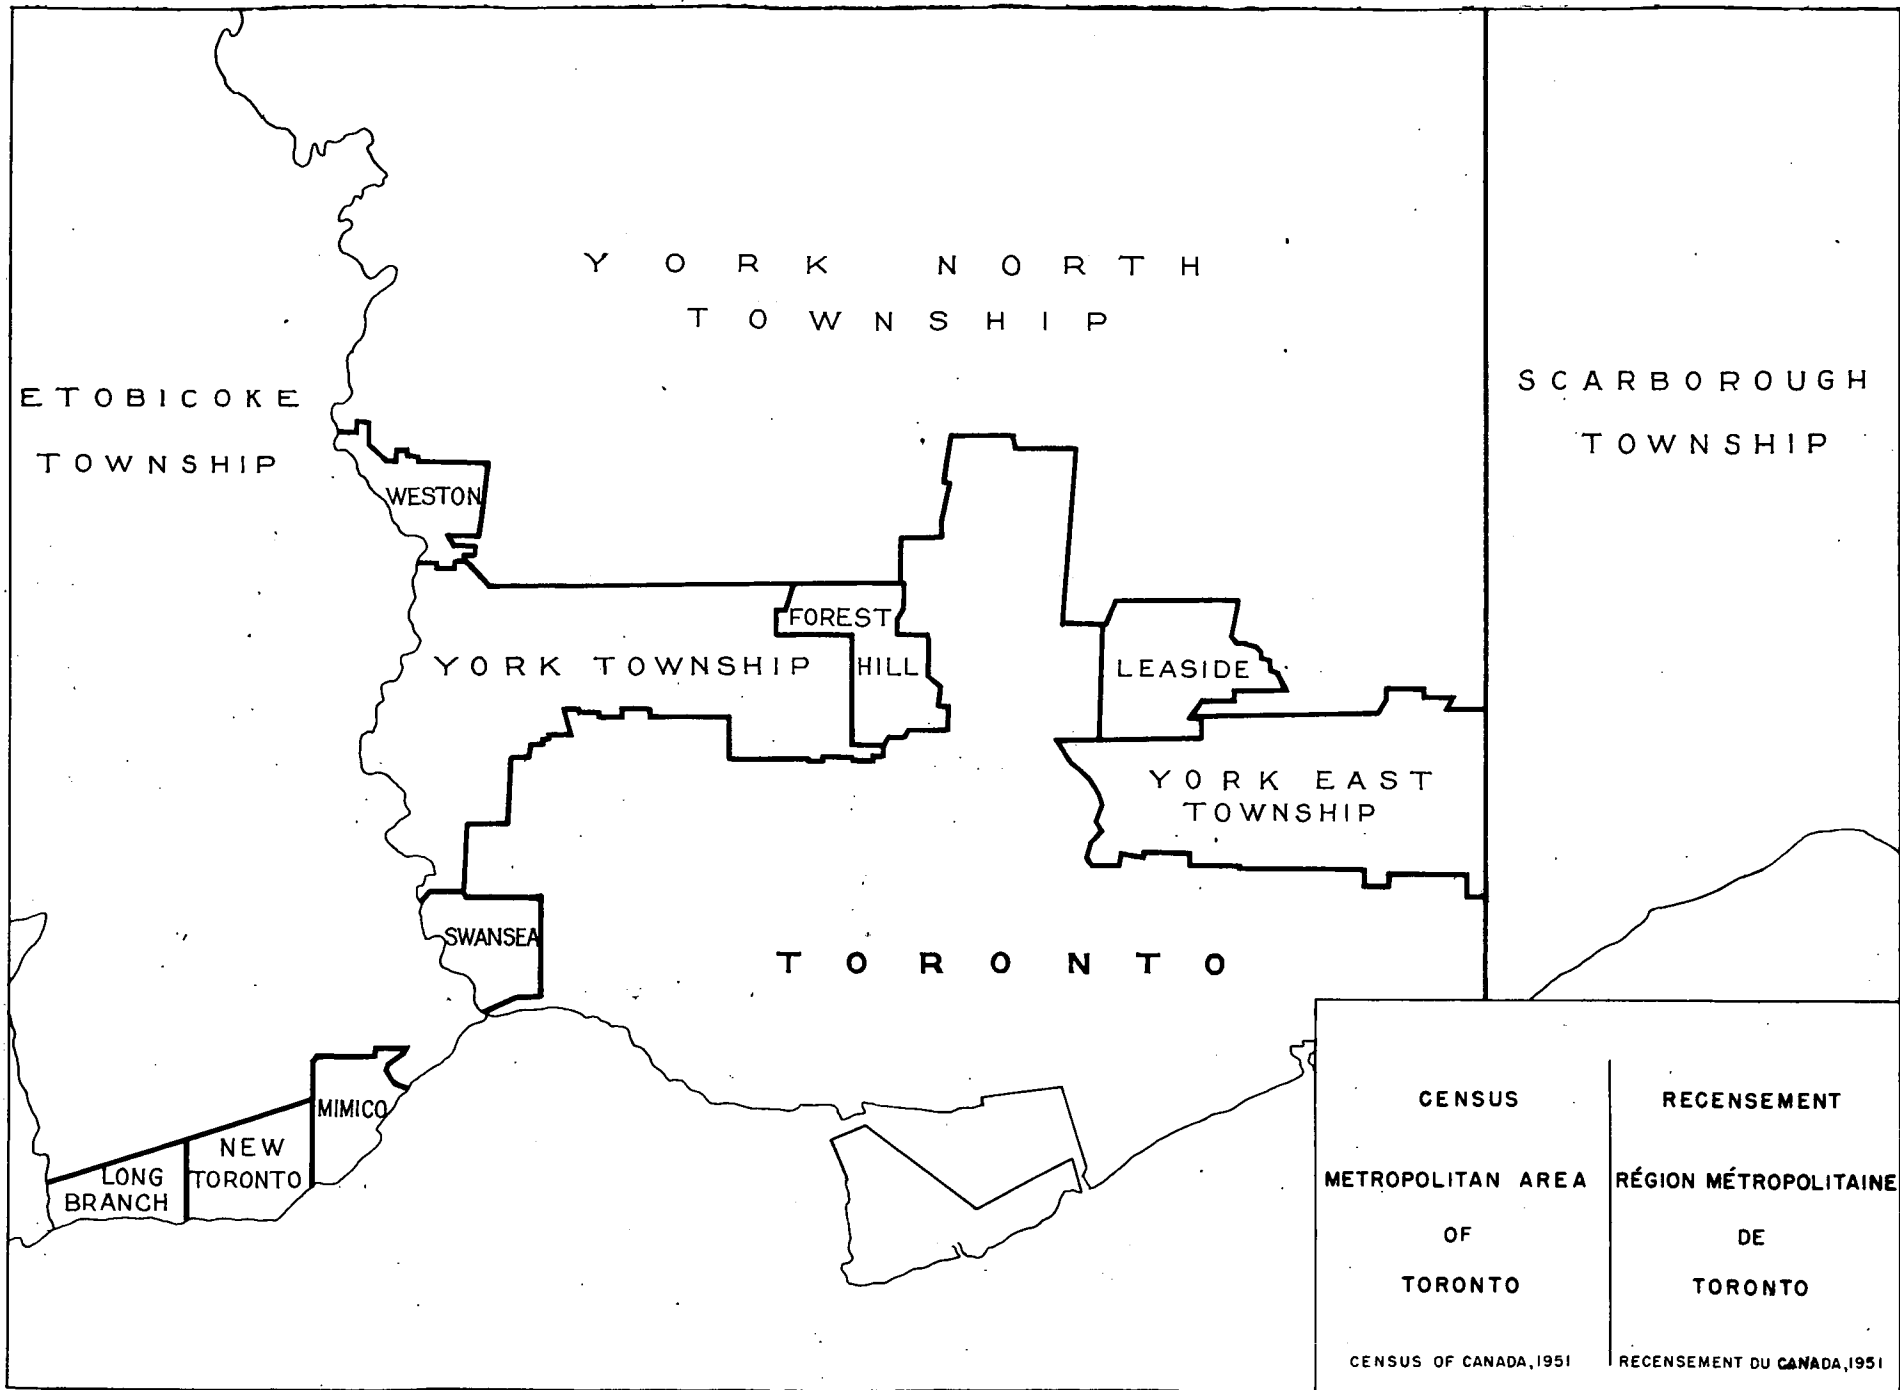 YORK NORTH
TOWNSHIP
ETOBICOKE
TOWNSHIP
SCARBOROUGH
TOWNSHIP
WESTON
FOREST
HILL
YORK TOWNSHIP
LEASIDE
YORK EAST
TOWNSHIP
SWANSEA
TORONTO
MIMICO
NEW
TORONTO
LONG
BRANCH
CENSUS
METROPOLITAN AREA
OF
TORONTO
CENSUS OF CANADA, 1951
RECENSEMENT
RÉGION MÉTROPOLITAINE
DE
TORONTO
RECENSEMENT DU CANADA, 1951